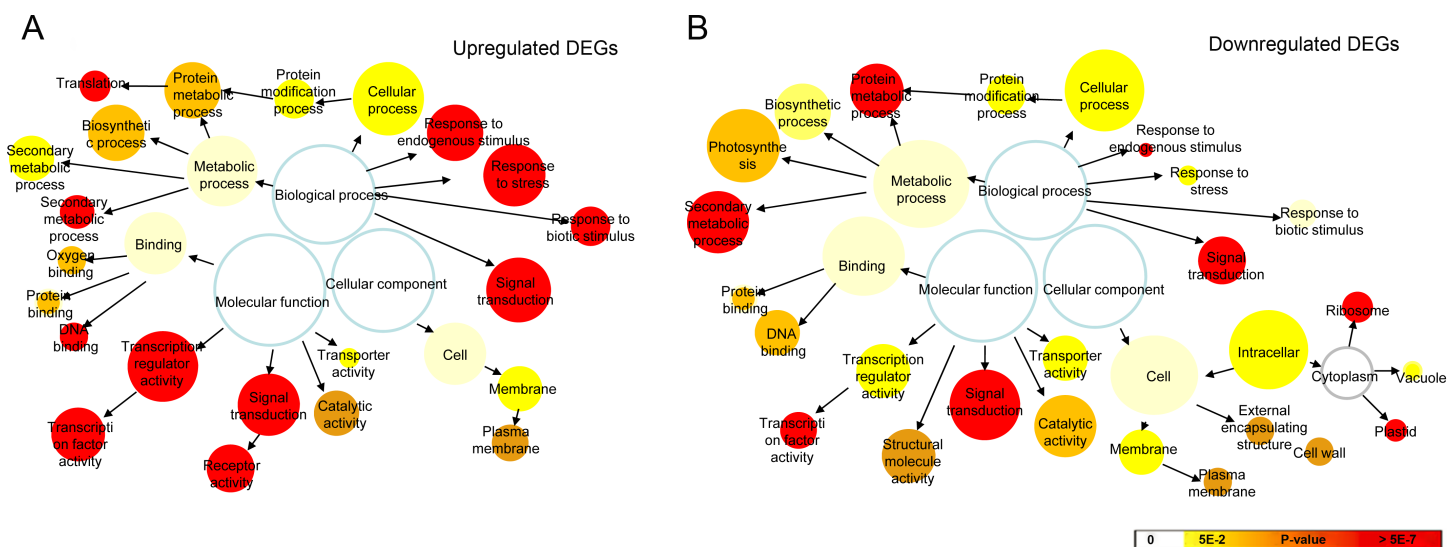 A
Upregulated DEGs
Translation
Protein
metabolic
process
Protein
modification
process
Cellular
process
Biosyntheti
c process
Response to
endogenous stimulus
Secondary
metabolic
process
Metabolic
process
Biological process
Response
to stress
Secondary
metabolic
process
Response to
biotic stimulus
Binding
Oxygen
binding
Protein
binding
DNA
binding
Molecular function
Cellular component
Signal
transduction
Transcription
regulator
activity
Transporter
activity
Cell
Membrane
Signal
transduction
Catalytic
activity
Transcripti
on factor
activity
Plasma
membrane
Receptor
activity
B
Downregulated DEGs
Protein
metabolic
process
Protein
modification
process
Cellular
process
Biosynthetic
process
Response to
endogenous stimulus
Photosynthe
sis
Metabolic
process
Biological process
Response to
stress
Secondary
metabolic
process
Response to
biotic stimulus
Binding
Signal
transduction
Protein
binding
Molecular function
Cellular component
DNA
binding
Ribosome
Transcription
regulator
activity
Transporter
activity
Intracellar
Cell
Cytoplasm
Vacuole
Signal
transduction
Transcripti
on factor
activity
Catalytic
activity
External
encapsulating
structure
Plastid
Structural
molecule
activity
Membrane
Cell wall
Plasma
membrane
0 5E-2 P-value > 5E-7